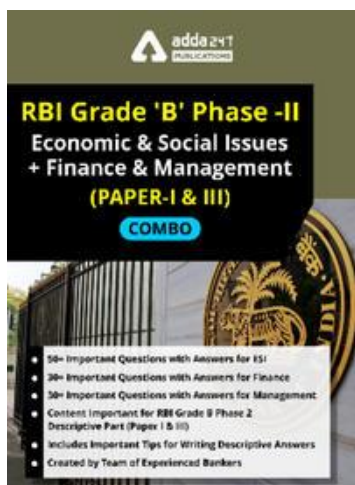 adda247
PUBLICATIONS
RBI Grade 'B' Phase -II
Economic & Social Issues
+ Finance & Management
(PAPER-I & III)
COMBO
50+ Important Questions with Answers for ESI
30+ Important Questions with Answers for Finance
30+ Important Questions with Answers for Management
Content Important for RBI Grade B Phase 2
Descriptive Part (Paper I & III)
Includes Important Tips for Writing Descriptive Answers
Created by Team of Experienced Bankers